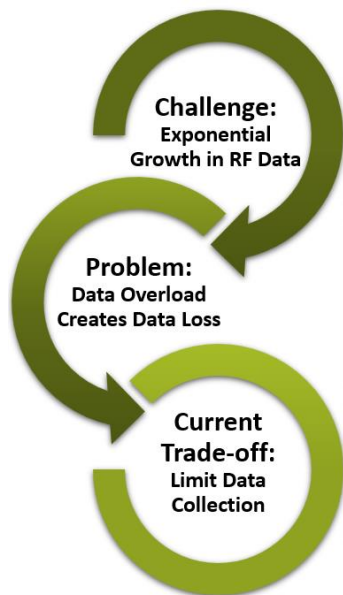 Challenge:
Exponential
Growth in RF Data
Problem:
Data Overload
Creates Data Loss
Current
Trade-off:
Limit Data
Collection